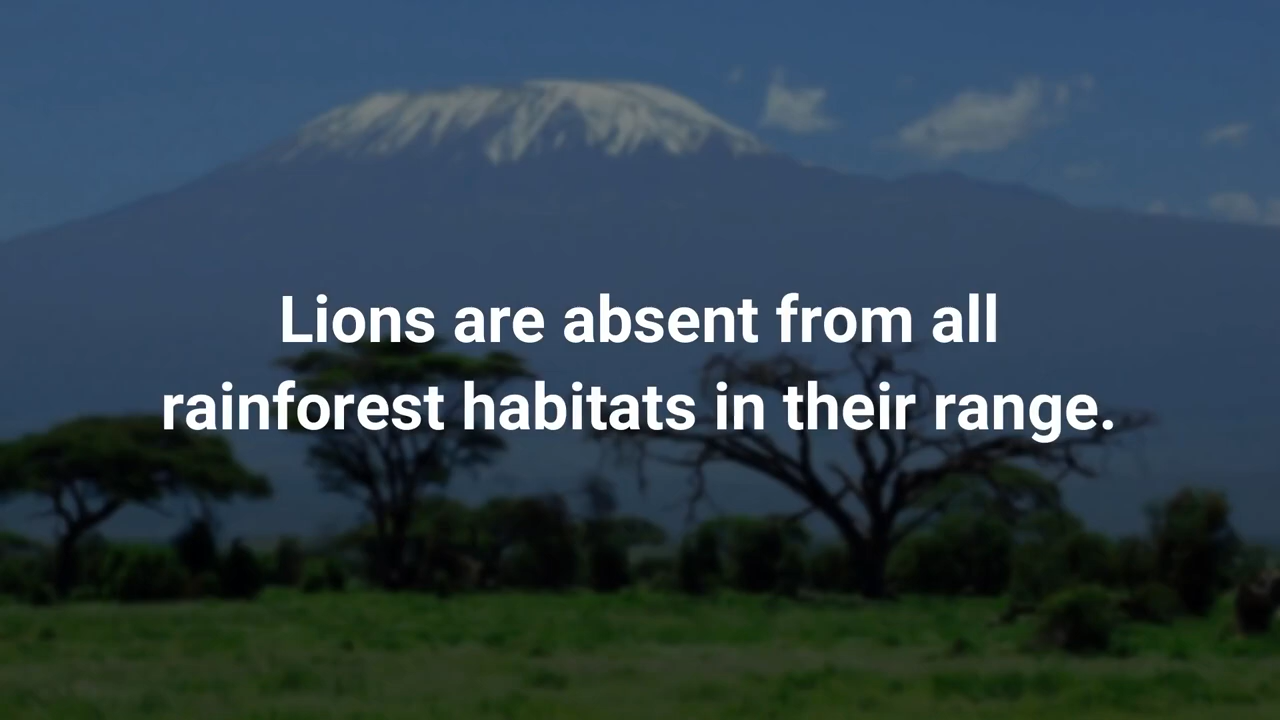 Lions are absent from all
rainforest habitats in their range.